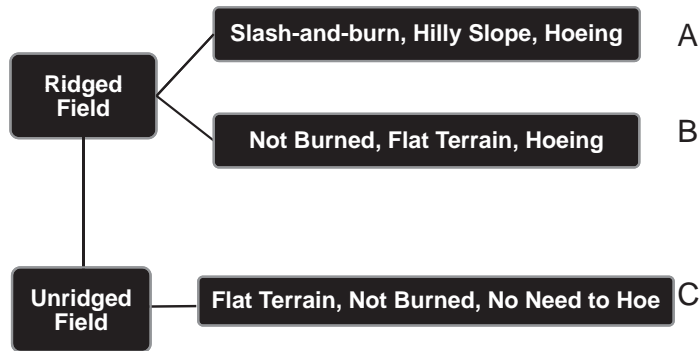 Slash-and-burn, Hilly Slope, Hoeing
A
Ridged
Field
Not Burned, Flat Terrain, Hoeing
B
Unridged
Field
Flat Terrain, Not Burned, No Need to Hoe
C